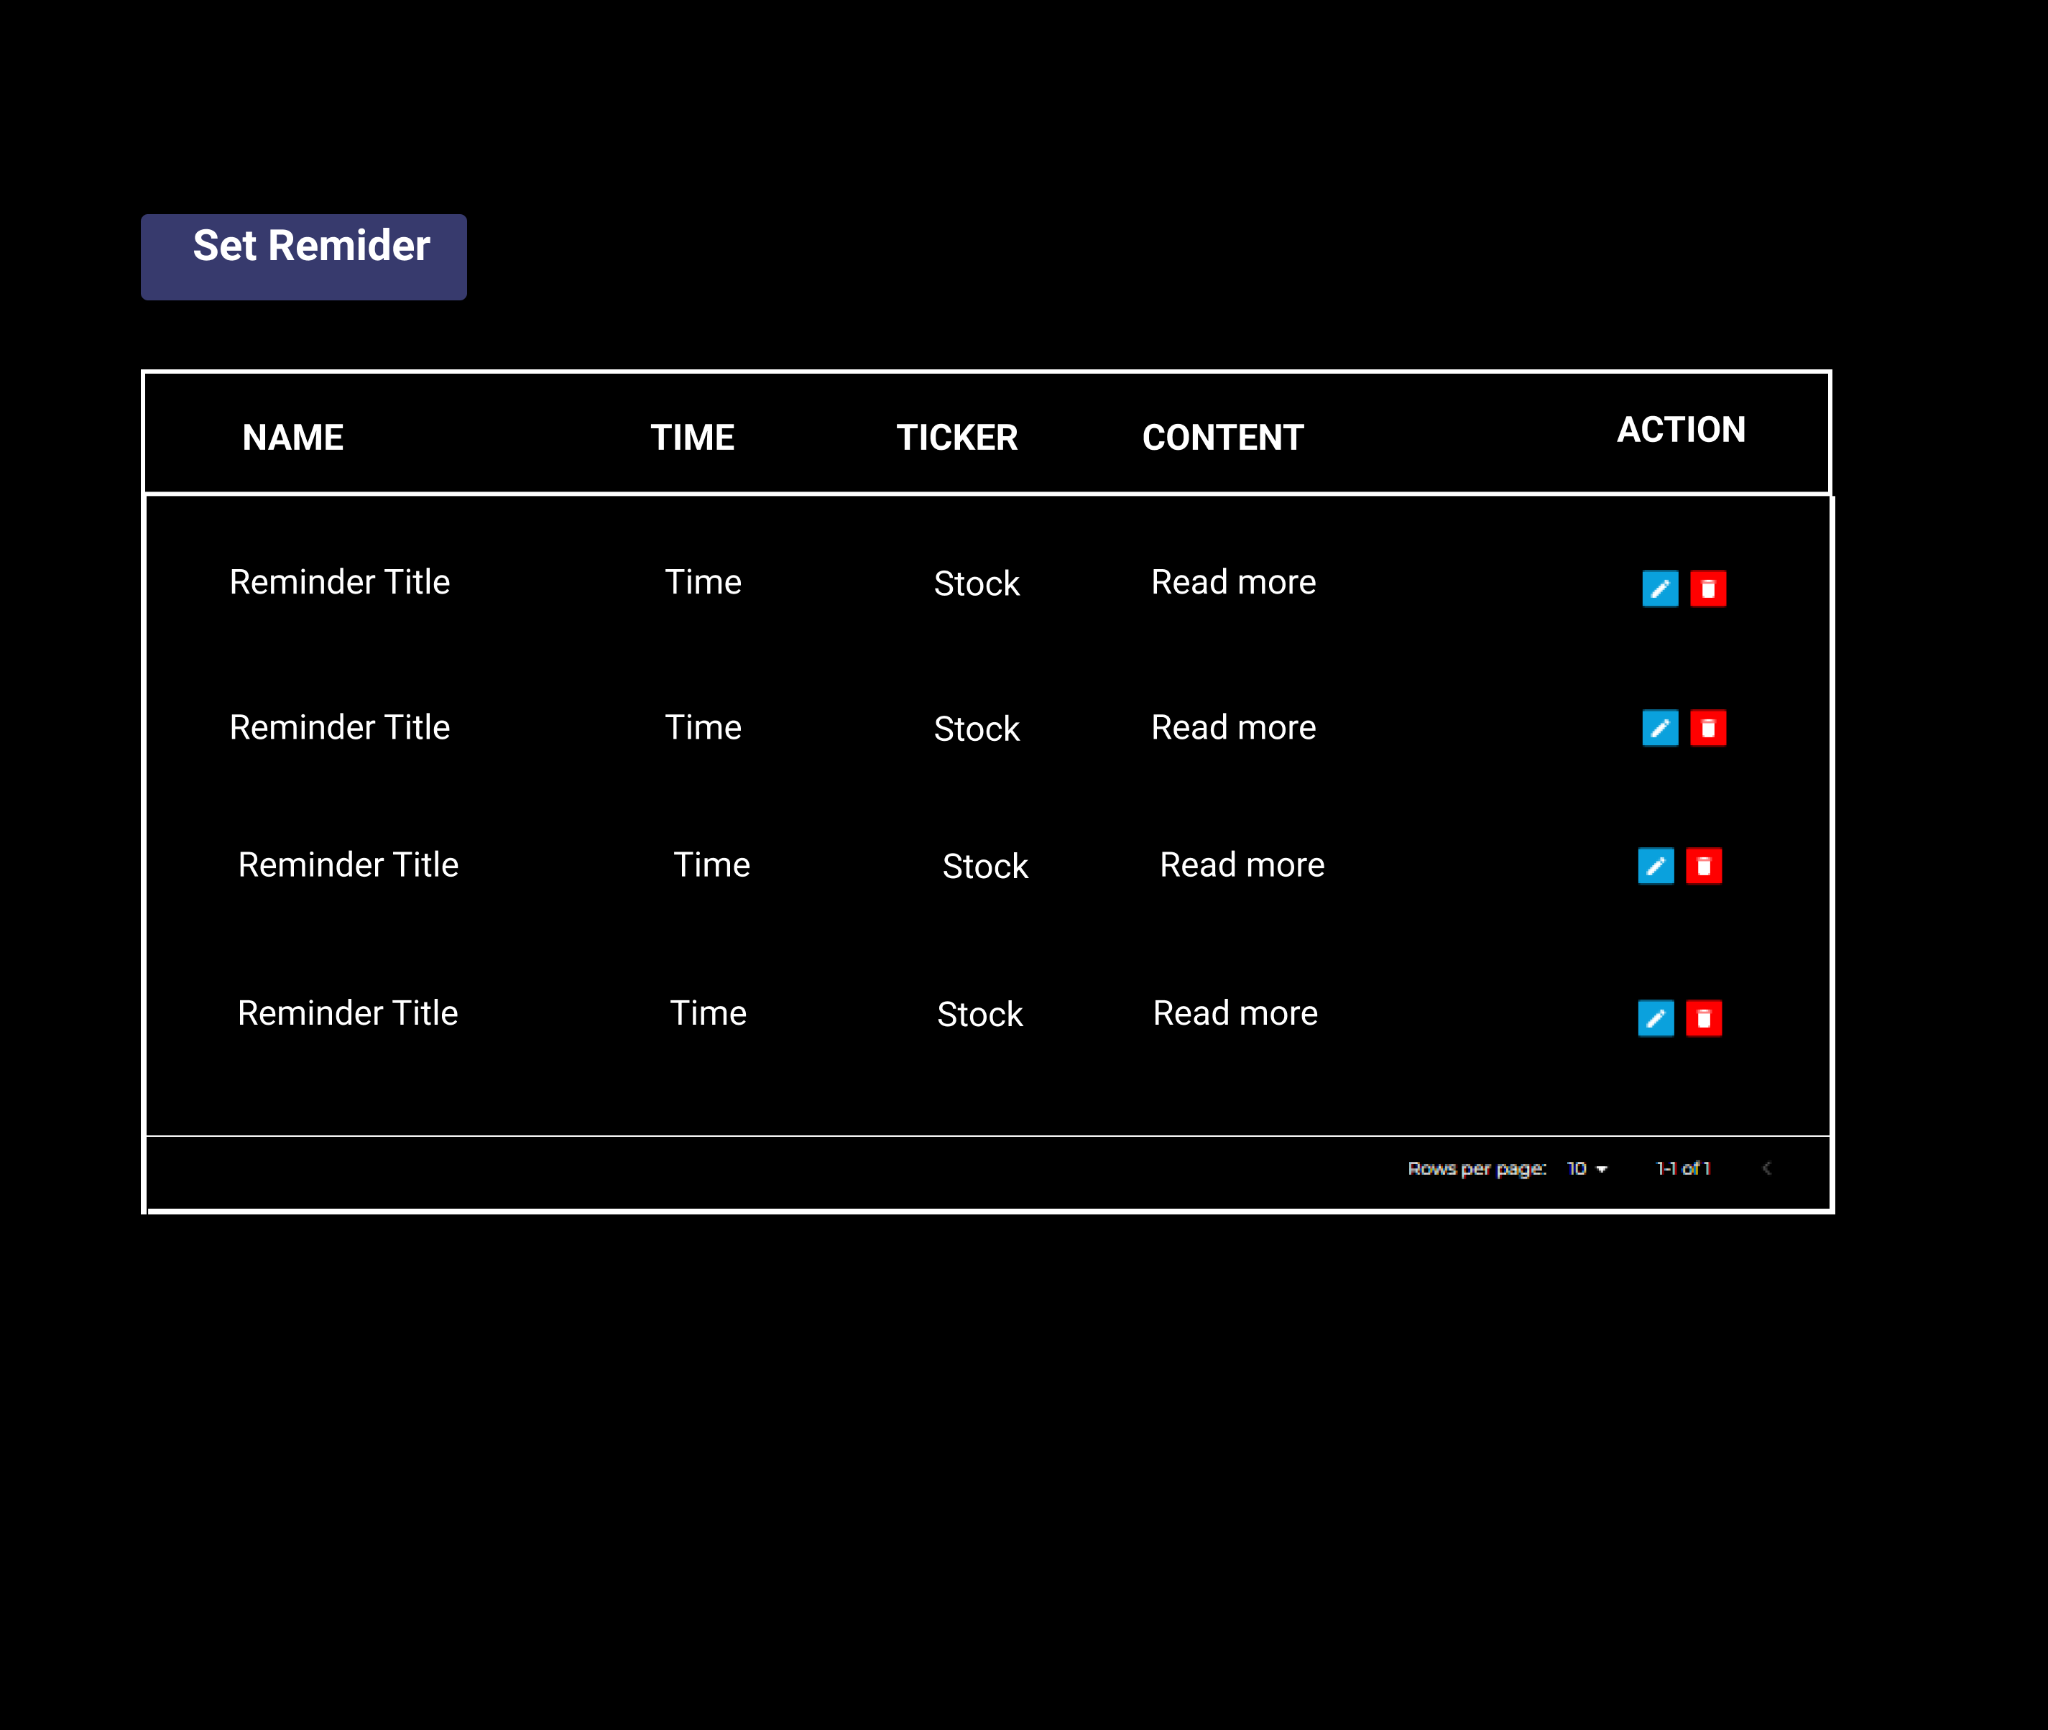 Set Remider
NAME TIME TICKER CONTENT ACTION
Reminder Title Time Stock Read more
Reminder Title Time Stock Read more
Reminder Title Time Stock Read more
Reminder Title Time Stock Read more
Rows per page: 10 1-1 of 1